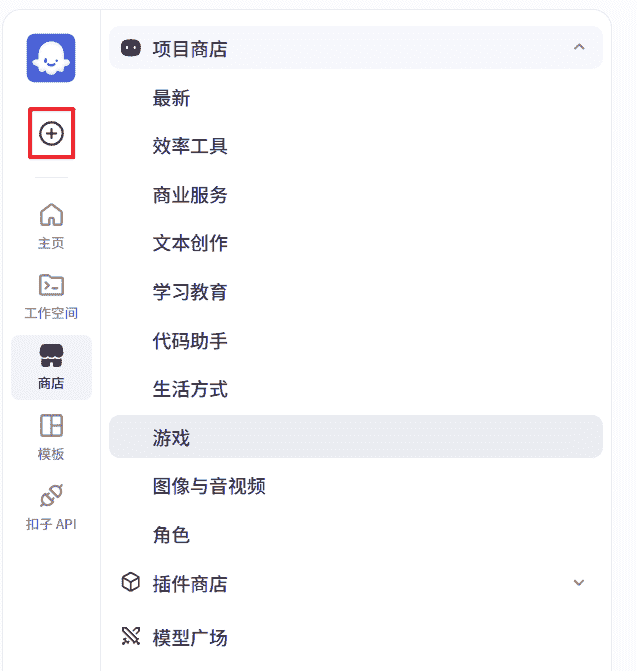 主页
工作空间
商店
模板
扣子 API
项目商店
最新
效率工具
商业服务
文本创作
学习教育
代码助手
生活方式
游戏
图像与音视频
角色
插件商店
模型广场